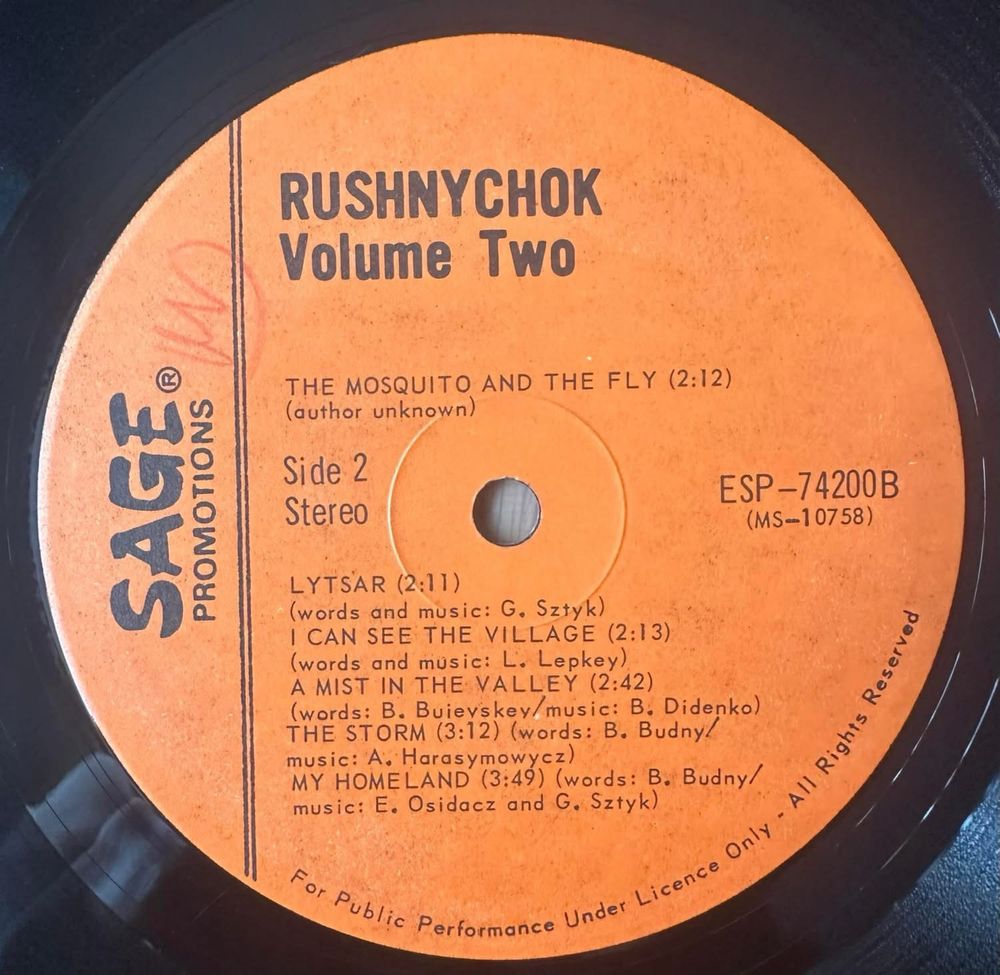 RUSHNYCHOK
Volume Two
SAGE®
PROMOTIONS
THE MOSQUITO AND THE FLY (2:12)
(author unknown)
Side 2
Stereo
ESP-74200B
(MS-10758)
LYTSAR (2:11)
(words and music: G. Sztyk)
I CAN SEE THE VILLAGE (2:13)
(words and music: L. Lepkey)
A MIST IN THE VALLEY (2:42)
(words: B. Buievskey/music: B. Didenko)
THE STORM (3:12) (words: B. Budny/
music: A. Harasymowycz)
MY HOMELAND (3:49) (words: B. Budny/
music: E. Osidacz and G. Sztyk)
For Public Performance Under Licence Only - All Rights Reserved